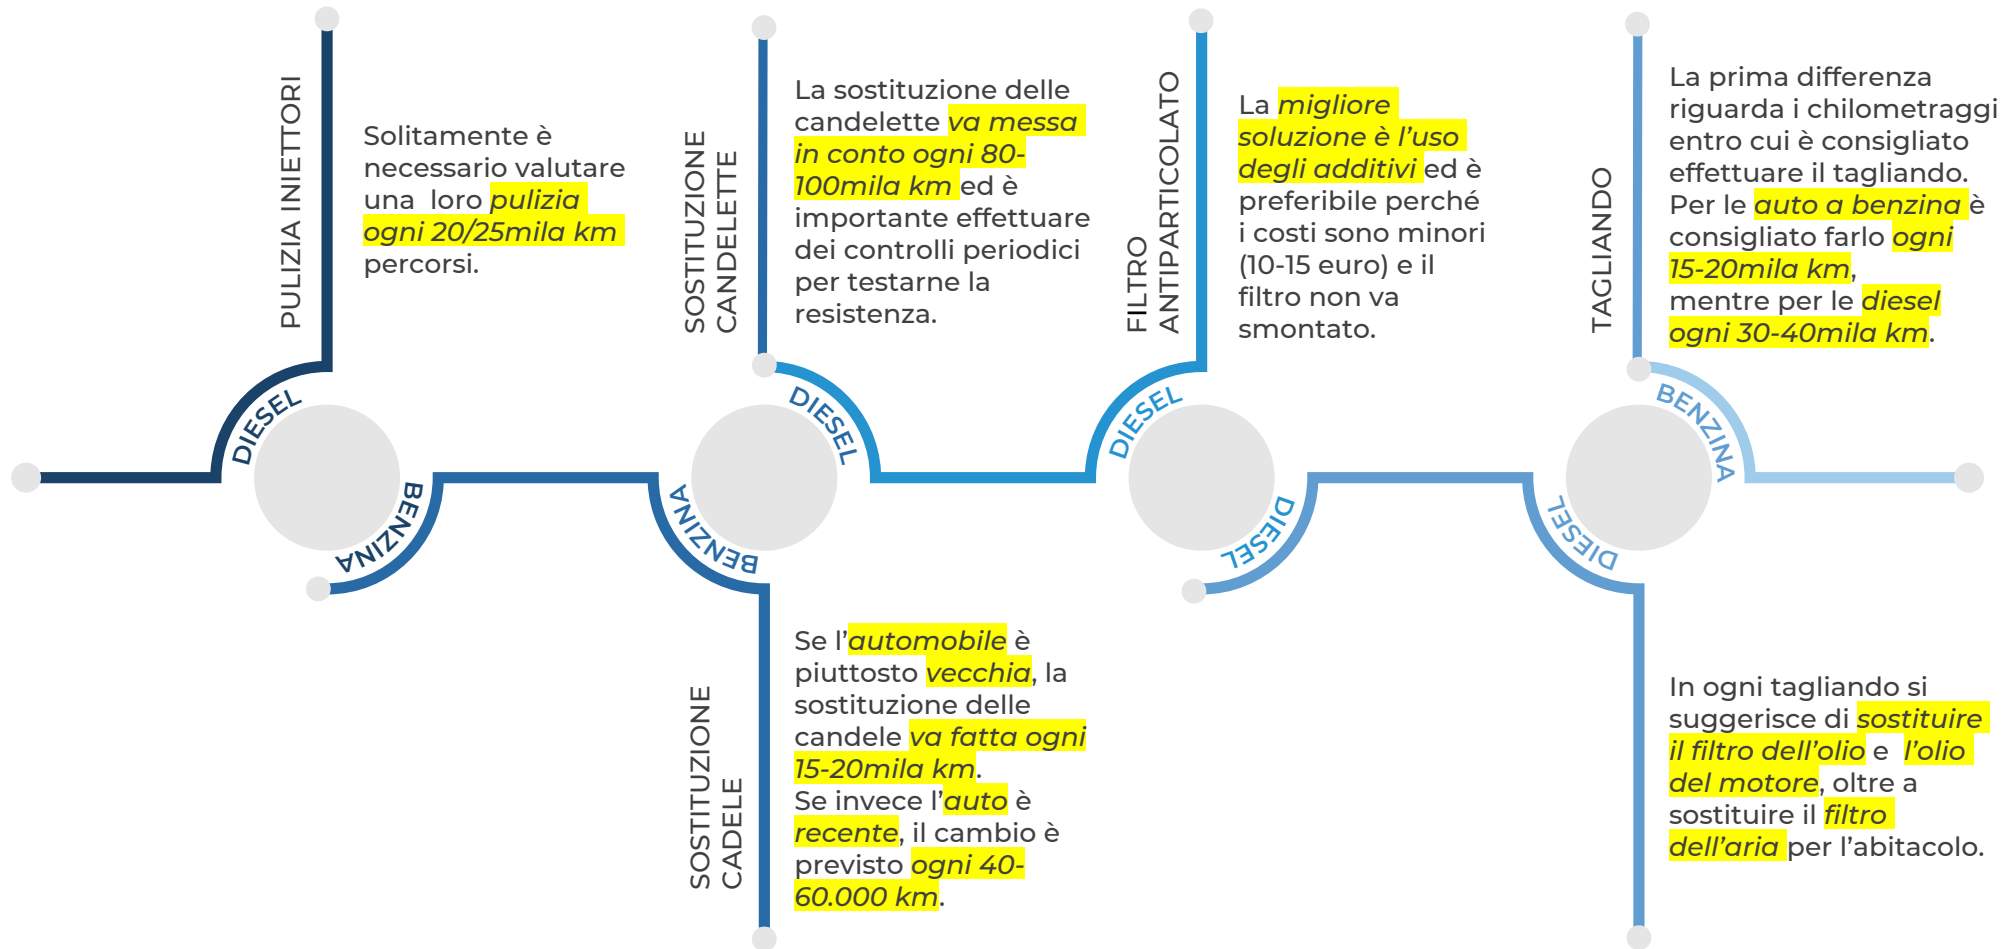 PULIZIA INIETTORI
Solitamente è
necessario valutare
una loro pulizia
ogni 20/25mila km
percorsi.
DIESEL
BENZINA
SOSTITUZIONE
CANDELETTE
La sostituzione delle
candelette va messa
in conto ogni 80-
100mila km ed è
importante effettuare
dei controlli periodici
per testarne la
resistenza.
DIESEL
BENZINA
SOSTITUZIONE
CADELE
Se l’automobile è
piuttosto vecchia, la
sostituzione delle
candele va fatta ogni
15-20mila km.
Se invece l’auto è
recente, il cambio è
previsto ogni 40-
60.000 km.
FILTRO
ANTIPARTICOLATO
La migliore
soluzione è l’uso
degli additivi ed è
preferibile perché
i costi sono minori
(10-15 euro) e il
filtro non va
smontato.
DIESEL
DIESEL
TAGLIANDO
La prima differenza
riguarda i chilometraggi
entro cui è consigliato
effettuare il tagliando.
Per le auto a benzina è
consigliato farlo ogni
15-20mila km,
mentre per le diesel
ogni 30-40mila km.
BENZINA
DIESEL
In ogni tagliando si
suggerisce di sostituire
il filtro dell’olio e l’olio
del motore, oltre a
sostituire il filtro
dell’aria per l’abitacolo.